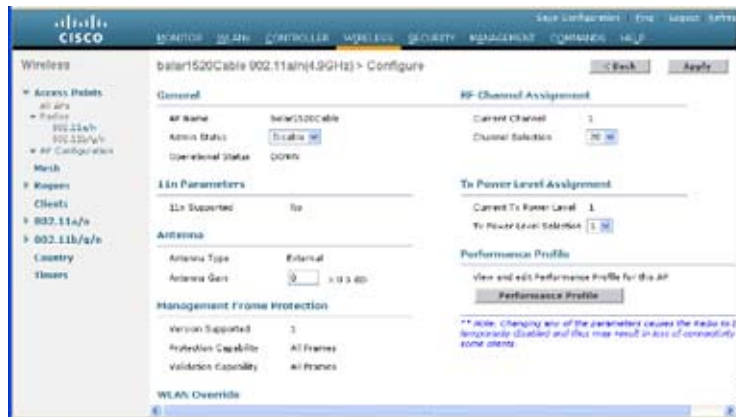 Save Configuration | Ping | Logout Refre
CISCO
MONITOR WLANs CONTROLLER WIRELESS SECURITY MANAGEMENT COMMANDS HELP
Wireless
Access Points
All APs
Radios
802.11a/n
802.11b/g/n
AP Configuration
Mesh
Rogues
Clients
802.11a/n
802.11b/g/n
Country
Timers
balar1520Cable 802.11a/n(4.9GHz) > Configure
< Back
Apply
General
AP Name balar1520Cable
Admin Status Disable
Operational Status DOWN
11n Parameters
11n Supported No
Antenna
Antenna Type External
Antenna Gain 0 x 0.5 dBi
Management Frame Protection
Version Supported 1
Protection Capability All Frames
Validation Capability All Frames
WLAN Override
RF Channel Assignment
Current Channel 1
Channel Selection
Tx Power Level Assignment
Current Tx Power Level 1
Tx Power Level Selection 1
Performance Profile
View and edit Performance Profile for this AP
Performance Profile
** Note: Changing any of the parameters causes the Radio to b
temporarily disabled and thus may result in loss of connectivity
some clients.